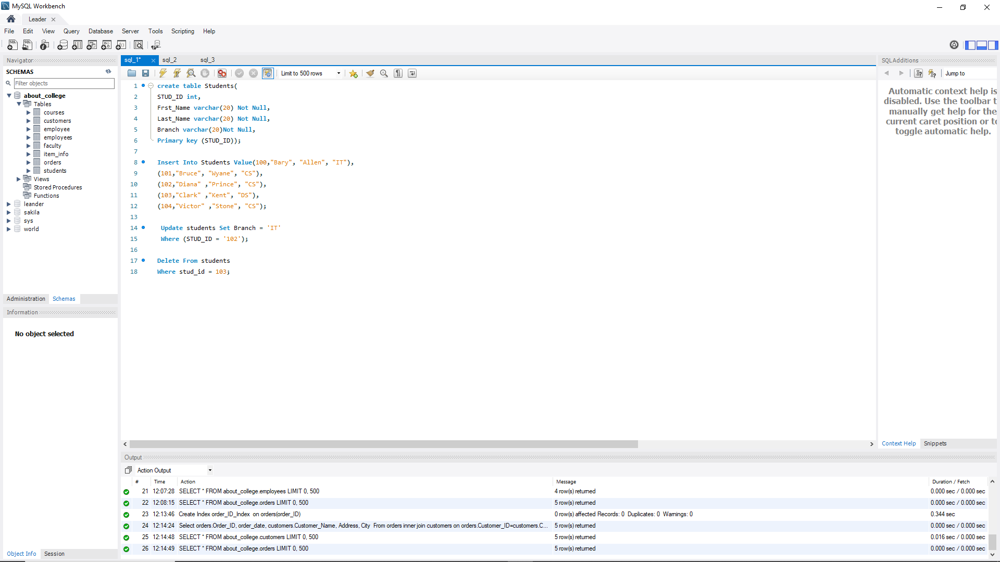 MySQL Workbench
Leader
File Edit View Query Database Server Tools Scripting Help
Navigator
SCHEMAS
Filter objects
about_college
Tables
courses
customers
employee
employees
faculty
item_info
orders
students
Views
Stored Procedures
Functions
leander
sakila
sys
world
Administration Schemas
Information
No object selected
Object Info Session
sql_1* sql_2 sql_3
Limit to 500 rows
1 create table Students(
2 STUD_ID int,
3 Frst_Name varchar(20) Not Null,
4 Last_Name varchar(20) Not Null,
5 Branch varchar(20)Not Null,
6 Primary key (STUD_ID));
7
8 Insert Into Students Value(100,"Bary", "Allen", "IT"),
9 (101,"Bruce", "Wyane", "CS"),
10 (102,"Diana" ,"Prince", "CS"),
11 (103,"Clark" ,"Kent", "DS"),
12 (104,"Victor" ,"Stone", "CS");
13
14 Update students Set Branch = 'IT'
15 Where (STUD_ID = '102');
16
17 Delete From students
18 Where stud_id = 103;
SQLAdditions
Jump to
Automatic context help is
disabled. Use the toolbar t
manually get help for the
current caret position or to
toggle automatic help.
Context Help Snippets
Output
Action Output
# Time Action Message Duration / Fetch
21 12:07:28 SELECT * FROM about_college.employees LIMIT 0, 500 4 row(s) returned 0.000 sec / 0.000 sec
22 12:08:15 SELECT * FROM about_college.orders LIMIT 0, 500 5 row(s) returned 0.000 sec / 0.000 sec
23 12:13:46 Create Index order_ID_Index on orders(order_ID) 0 row(s) affected Records: 0 Duplicates: 0 Warnings: 0 0.344 sec
24 12:14:24 Select orders.Order_ID, order_date, customers.Customer_Name, Address, City From orders inner join customers on orders.Customer_ID=customers.C... 5 row(s) returned 0.000 sec / 0.000 sec
25 12:14:48 SELECT * FROM about_college.customers LIMIT 0, 500 5 row(s) returned 0.016 sec / 0.000 sec
26 12:14:49 SELECT * FROM about_college.orders LIMIT 0, 500 5 row(s) returned 0.000 sec / 0.000 sec